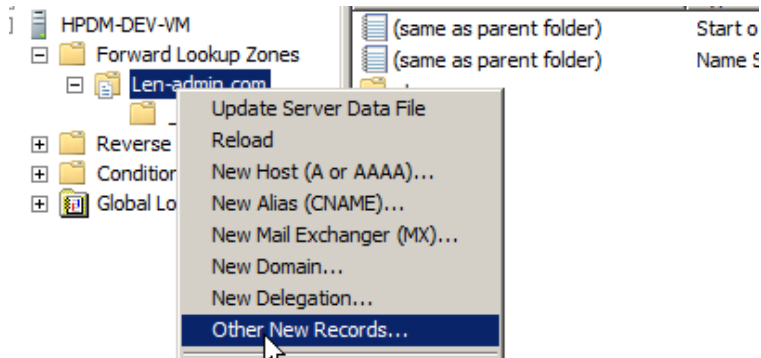 HPDM-DEV-VM
Forward Lookup Zones
Len-admin.com
Reverse
Condition
Global Lo
(same as parent folder) Start o
(same as parent folder) Name S
Update Server Data File
Reload
New Host (A or AAAA)...
New Alias (CNAME)...
New Mail Exchanger (MX)...
New Domain...
New Delegation...
Other New Records...